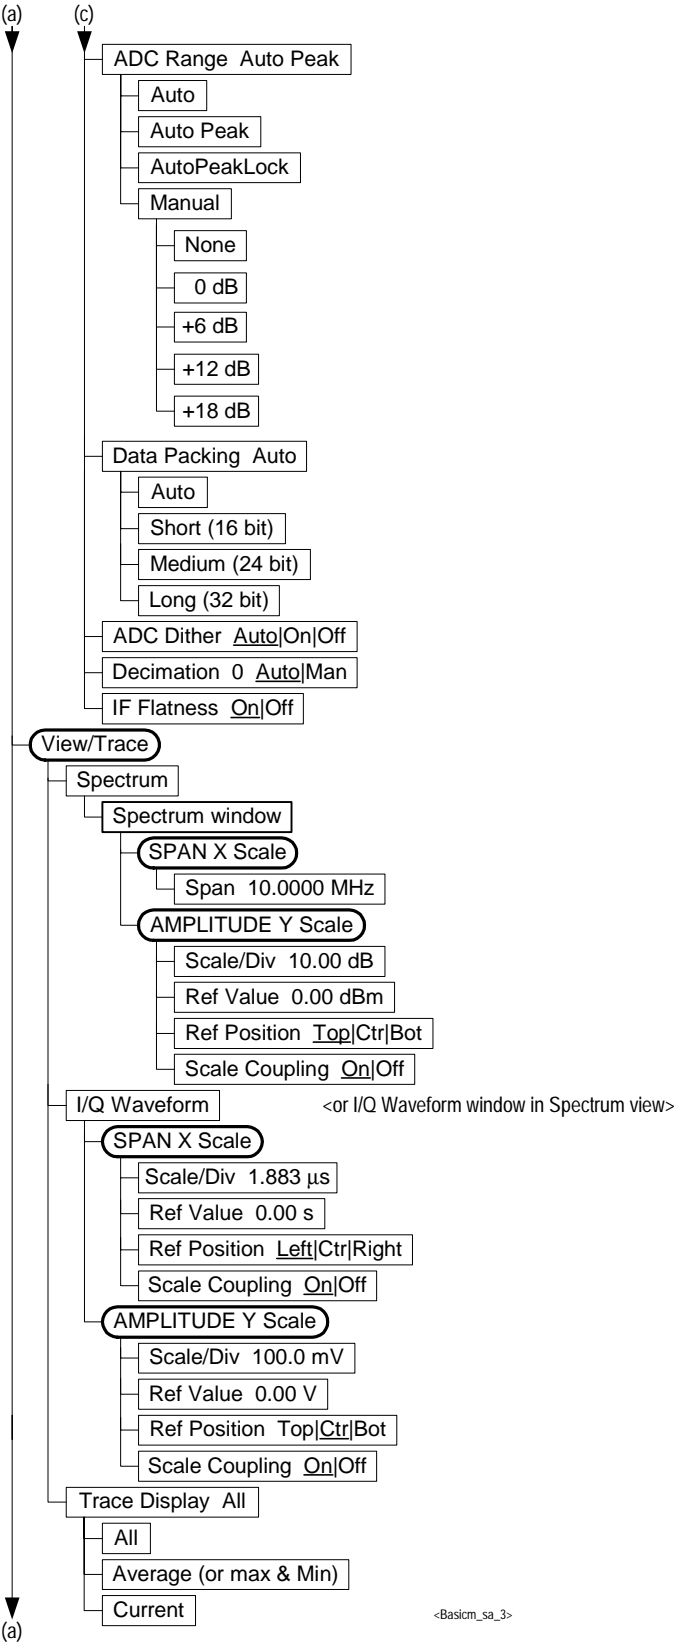 (a) (c)
ADC Range Auto Peak
Auto
Auto Peak
AutoPeakLock
Manual
None
0 dB
+6 dB
+12 dB
+18 dB
Data Packing Auto
Auto
Short (16 bit)
Medium (24 bit)
Long (32 bit)
ADC Dither Auto|On|Off
Decimation 0 Auto|Man
IF Flatness On|Off
View/Trace
Spectrum
Spectrum window
SPAN X Scale
Span 10.0000 MHz
AMPLITUDE Y Scale
Scale/Div 10.00 dB
Ref Value 0.00 dBm
Ref Position Top|Ctr|Bot
Scale Coupling On|Off
I/Q Waveform <or I/Q Waveform window in Spectrum view>
SPAN X Scale
Scale/Div 1.883 μs
Ref Value 0.00 s
Ref Position Left|Ctr|Right
Scale Coupling On|Off
AMPLITUDE Y Scale
Scale/Div 100.0 mV
Ref Value 0.00 V
Ref Position Top|Ctr|Bot
Scale Coupling On|Off
Trace Display All
All
Average (or max & Min)
Current <Basicm_sa_3>
(a)